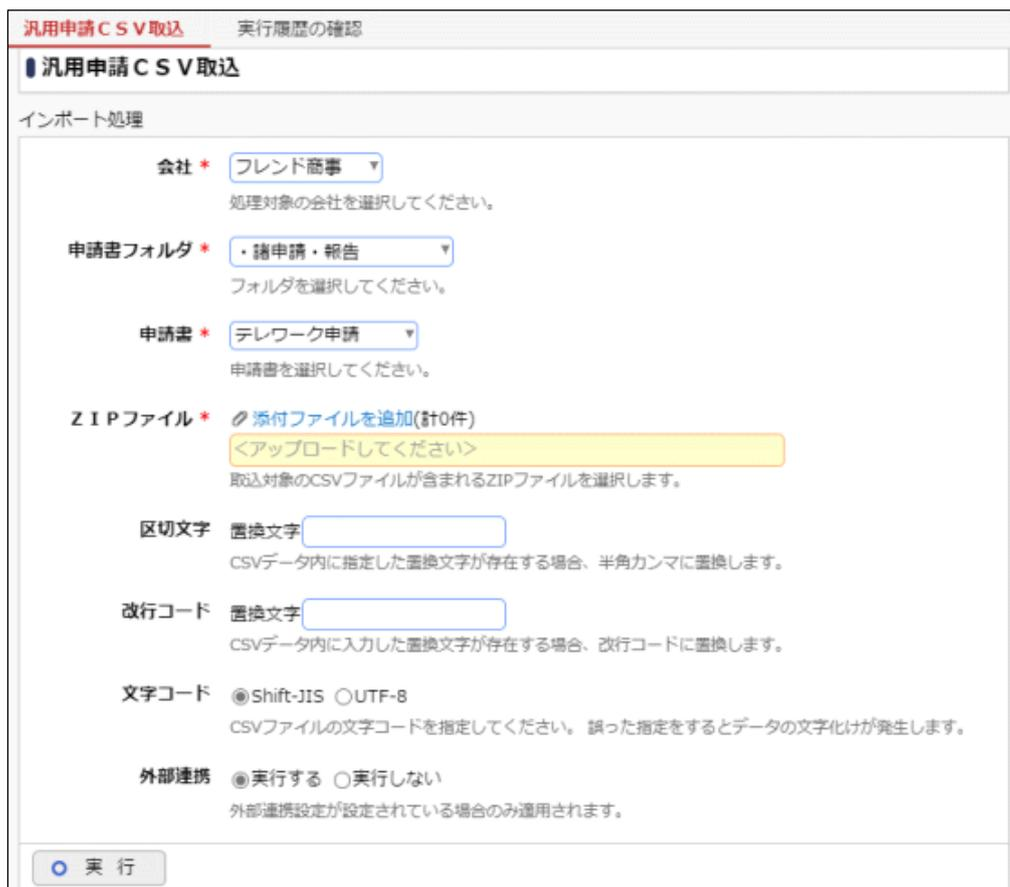 汎用申請ＣＳＶ取込 実行履歴の確認
汎用申請ＣＳＶ取込
インポート処理
会社 * フレンド商事
処理対象の会社を選択してください。
申請書フォルダ * ・諸申請・報告
フォルダを選択してください。
申請書 * テレワーク申請
申請書を選択してください。
ＺＩＰファイル * 添付ファイルを追加(計0件)
<アップロードしてください>
取込対象のCSVファイルが含まれるZIPファイルを選択します。
区切文字 置換文字
CSVデータ内に指定した置換文字が存在する場合、半角カンマに置換します。
改行コード 置換文字
CSVデータ内に入力した置換文字が存在する場合、改行コードに置換します。
文字コード ◉Shift-JIS ○UTF-8
CSVファイルの文字コードを指定してください。 誤った指定をするとデータの文字化けが発生します。
外部連携 ◉実行する ○実行しない
外部連携設定が設定されている場合のみ適用されます。
実 行